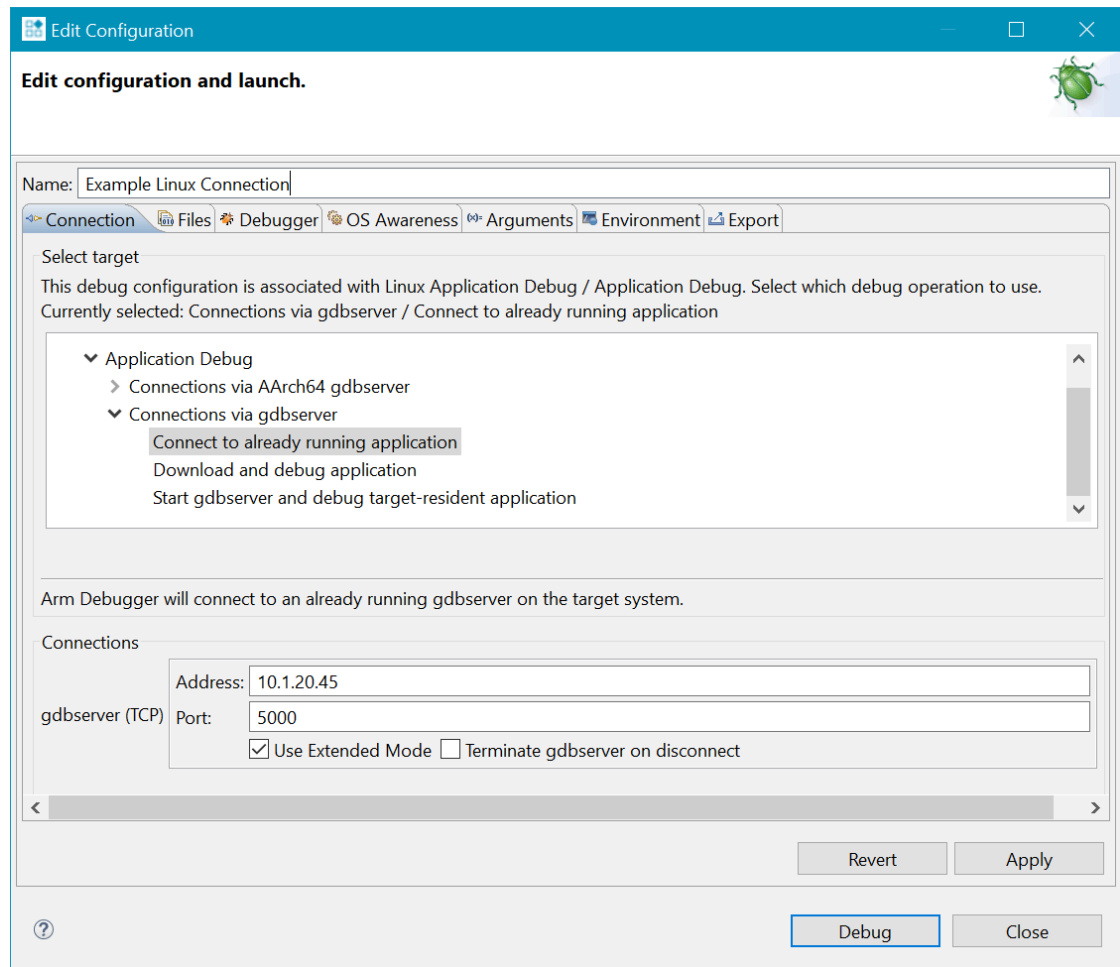 Edit Configuration
Edit configuration and launch.
Name: Example Linux Connection
Connection Files Debugger OS Awareness (x)= Arguments Environment Export
Select target
This debug configuration is associated with Linux Application Debug / Application Debug. Select which debug operation to use.
Currently selected: Connections via gdbserver / Connect to already running application
Application Debug
Connections via AArch64 gdbserver
Connections via gdbserver
Connect to already running application
Download and debug application
Start gdbserver and debug target-resident application
Arm Debugger will connect to an already running gdbserver on the target system.
Connections
Address: 10.1.20.45
gdbserver (TCP) Port: 5000
Use Extended Mode Terminate gdbserver on disconnect
Revert Apply
? Debug Close